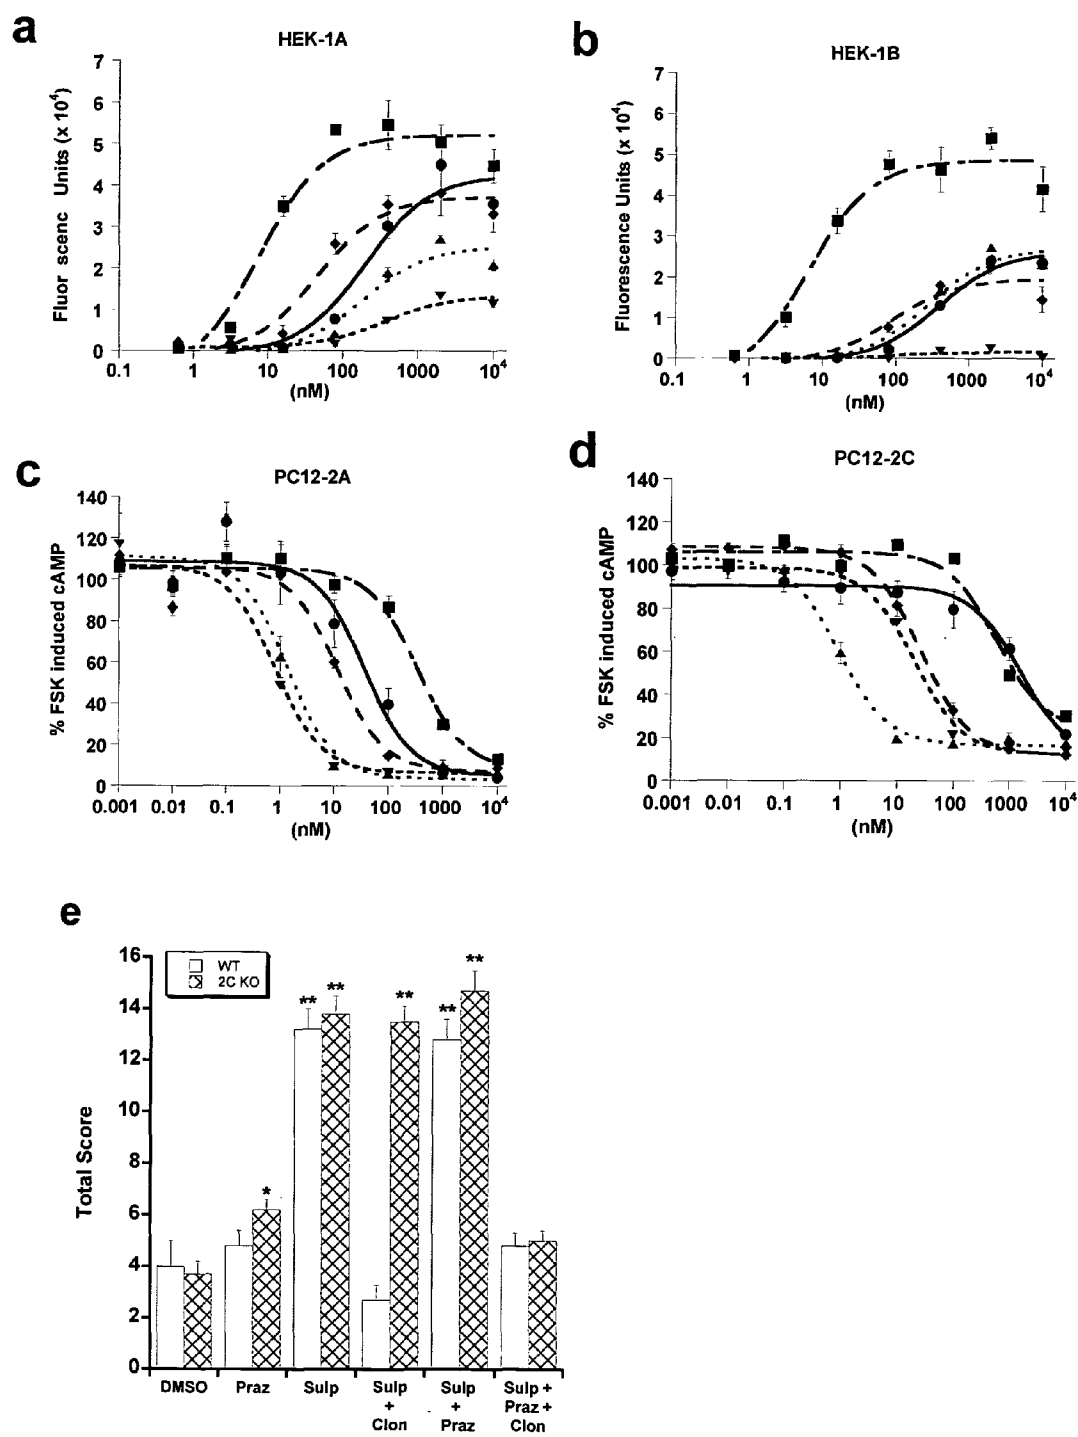 a
HEK-1A
Fluor scenc Units (x 10⁴)
7
6
5
4
3
2
1
0
0.1 1 10 100 1000 10⁴
(nM)
b
HEK-1B
Fluorescence Units (x 10⁴)
7
6
5
4
3
2
1
0
0.1 1 10 100 1000 10⁴
(nM)
c
PC12-2A
% FSK induced cAMP
140
120
100
80
60
40
20
0
0.001 0.01 0.1 1 10 100 1000 10⁴
(nM)
d
PC12-2C
% FSK induced cAMP
140
120
100
80
60
40
20
0
0.001 0.01 0.1 1 10 100 1000 10⁴
(nM)
e
Total Score
16
14
12
10
8
6
4
2
0
WT
2C KO
*
** **
**
** **
DMSO
Praz
Sulp
Sulp
+
Clon
Sulp
+
Praz
Sulp +
Praz +
Clon